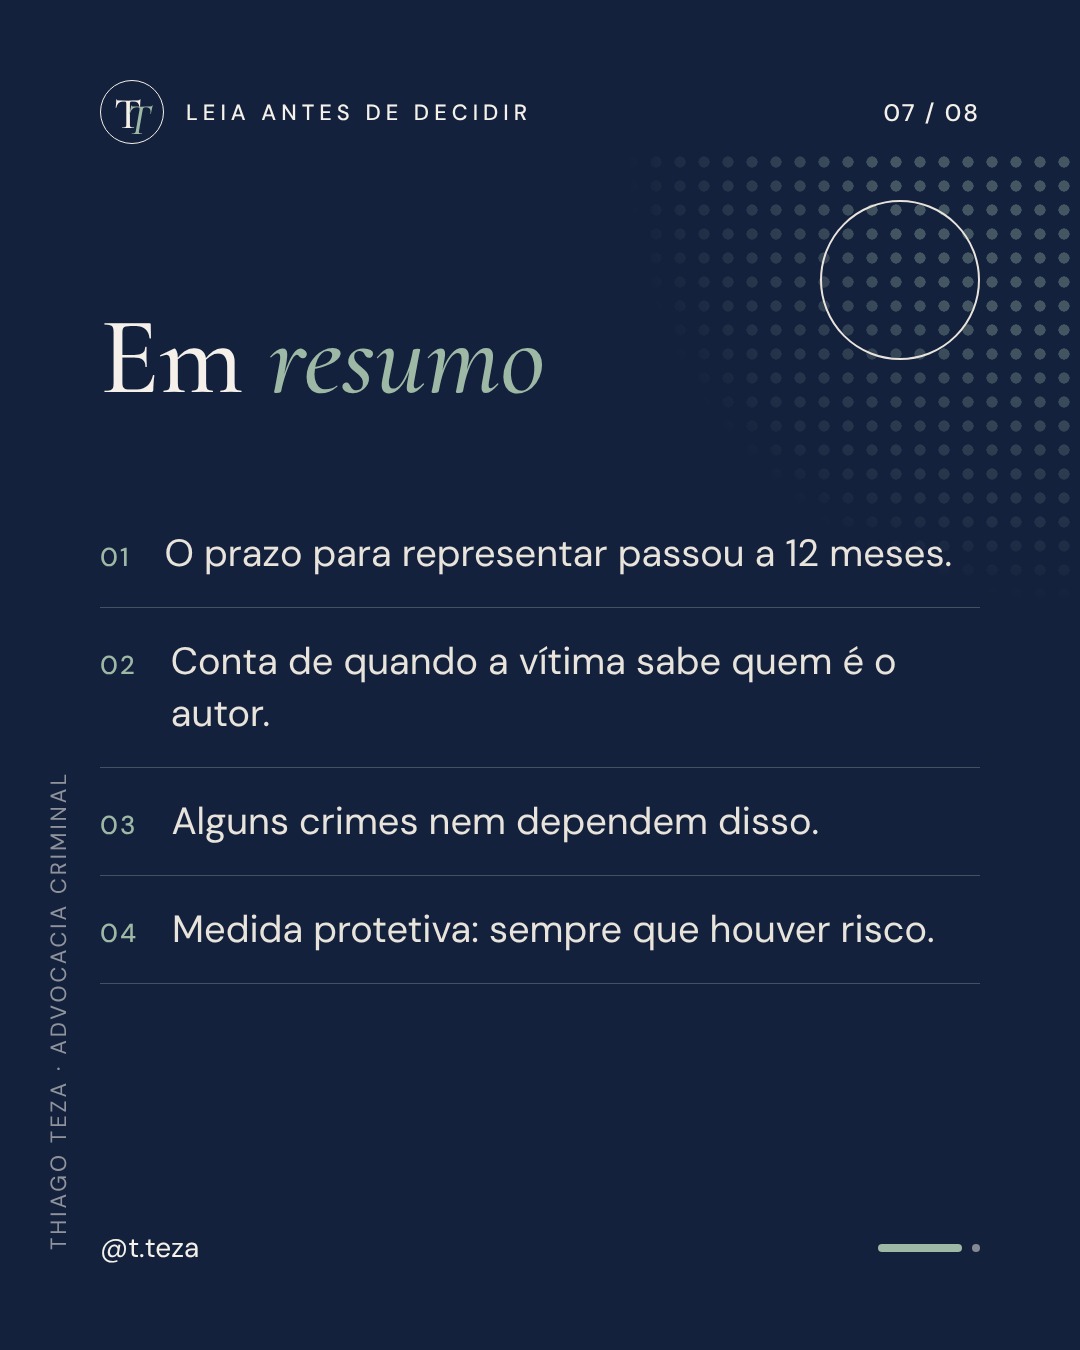 TT LEIA ANTES DE DECIDIR
07 / 08
Em resumo
01 O prazo para representar passou a 12 meses.
02 Conta de quando a vítima sabe quem é o
autor.
03 Alguns crimes nem dependem disso.
04 Medida protetiva: sempre que houver risco.
THIAGO TEZA · ADVOCACIA CRIMINAL
@t.teza